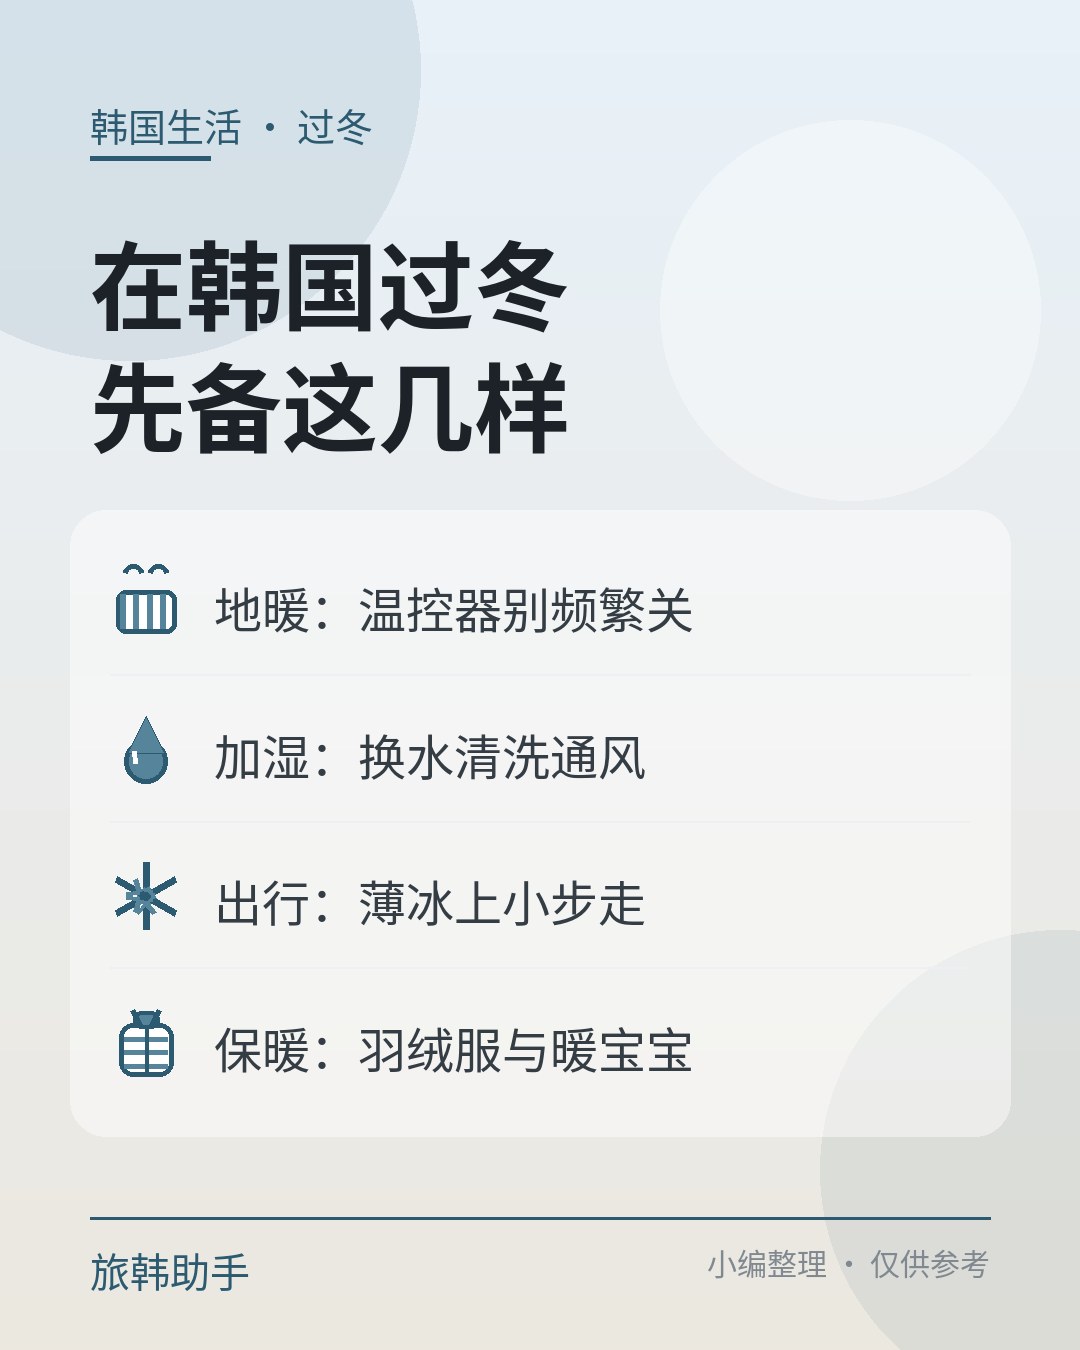 韩国生活 · 过冬
在韩国过冬
先备这几样
地暖：温控器别频繁关
加湿：换水清洗通风
出行：薄冰上小步走
保暖：羽绒服与暖宝宝
旅韩助手
小编整理 · 仅供参考